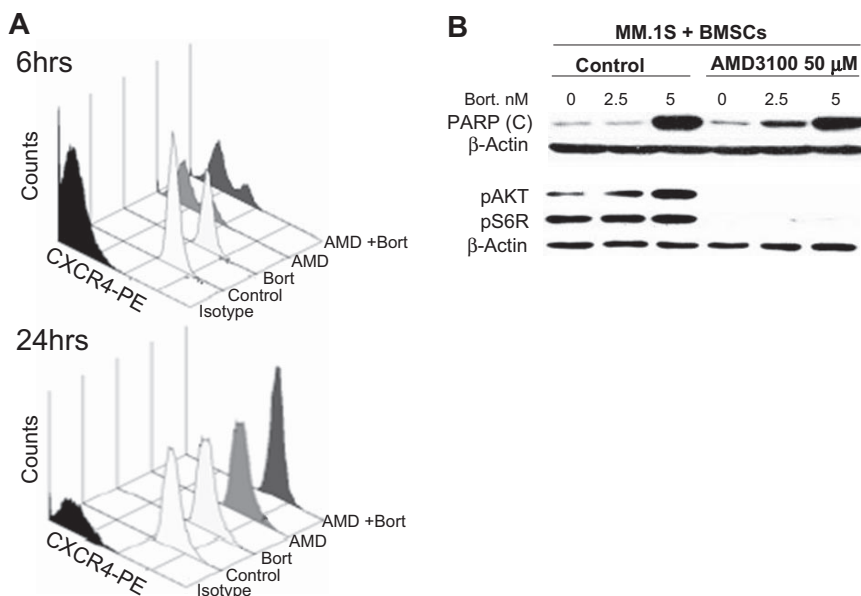 A
6hrs
Counts
CXCR4-PE
Isotype
Control
Bort
AMD
AMD +Bort
24hrs
Counts
CXCR4-PE
Isotype
Control
Bort
AMD
AMD +Bort
B
MM.1S + BMSCs
Control AMD3100 50 μM
Bort. nM 0 2.5 5 0 2.5 5
PARP (C)
β-Actin
pAKT
pS6R
β-Actin